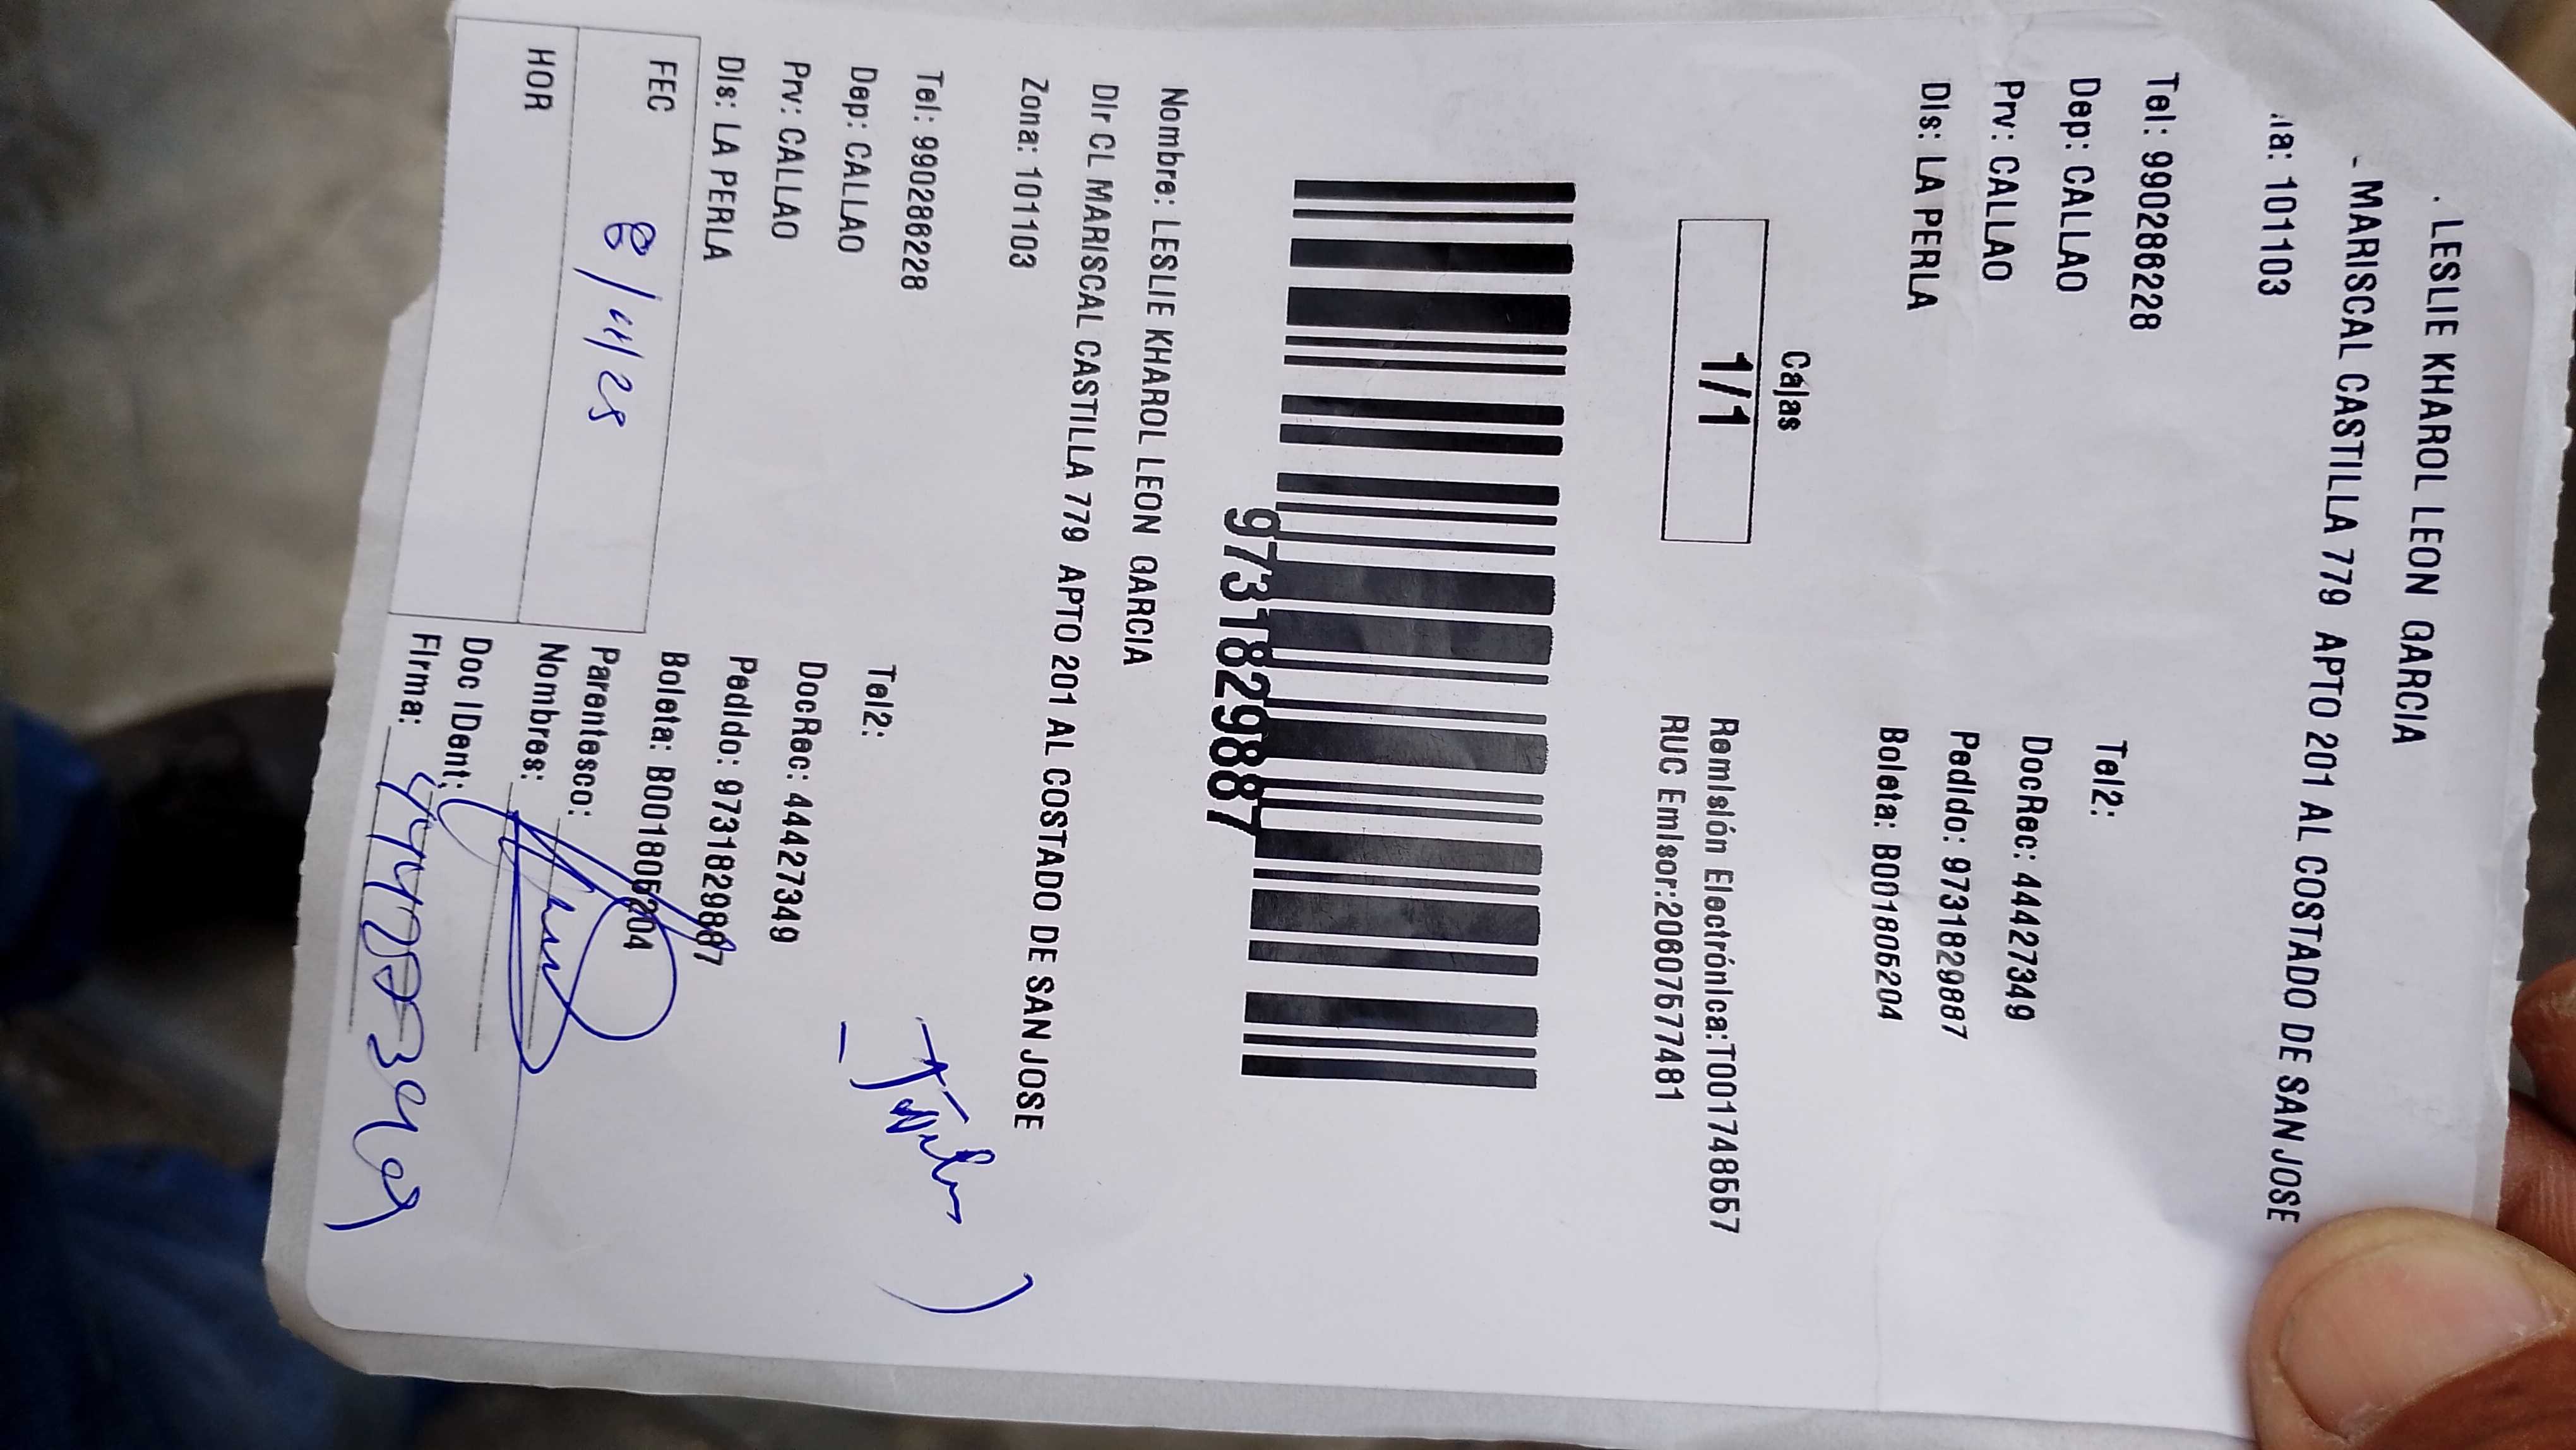 LESLIE KHAROL LEON GARCIA
- MARISCAL CASTILLA 779 APTO 201 AL COSTADO DE SAN JOSE
na: 101103
Tel: 990286228 Tel2:
Dep: CALLAO DocRec: 44427349
Prv: CALLAO Pedido: 9731829887
Dis: LA PERLA Boleta: B001805204
Cajas
1/1
Remisión Electrónica:T001748557
RUC Emisor:20607577481
9731829887
Nombre: LESLIE KHAROL LEON GARCIA
Dir CL MARISCAL CASTILLA 779 APTO 201 AL COSTADO DE SAN JOSE
Zona: 101103
Tel: 990286228 Tel2:
Dep: CALLAO DocRec: 44427349
Prv: CALLAO Pedido: 9731829887
Dis: LA PERLA Boleta: B001805204
FEC 8/11/25
HOR
Parentesco:
Nombres:
Doc IDent:
Firma: 44427349